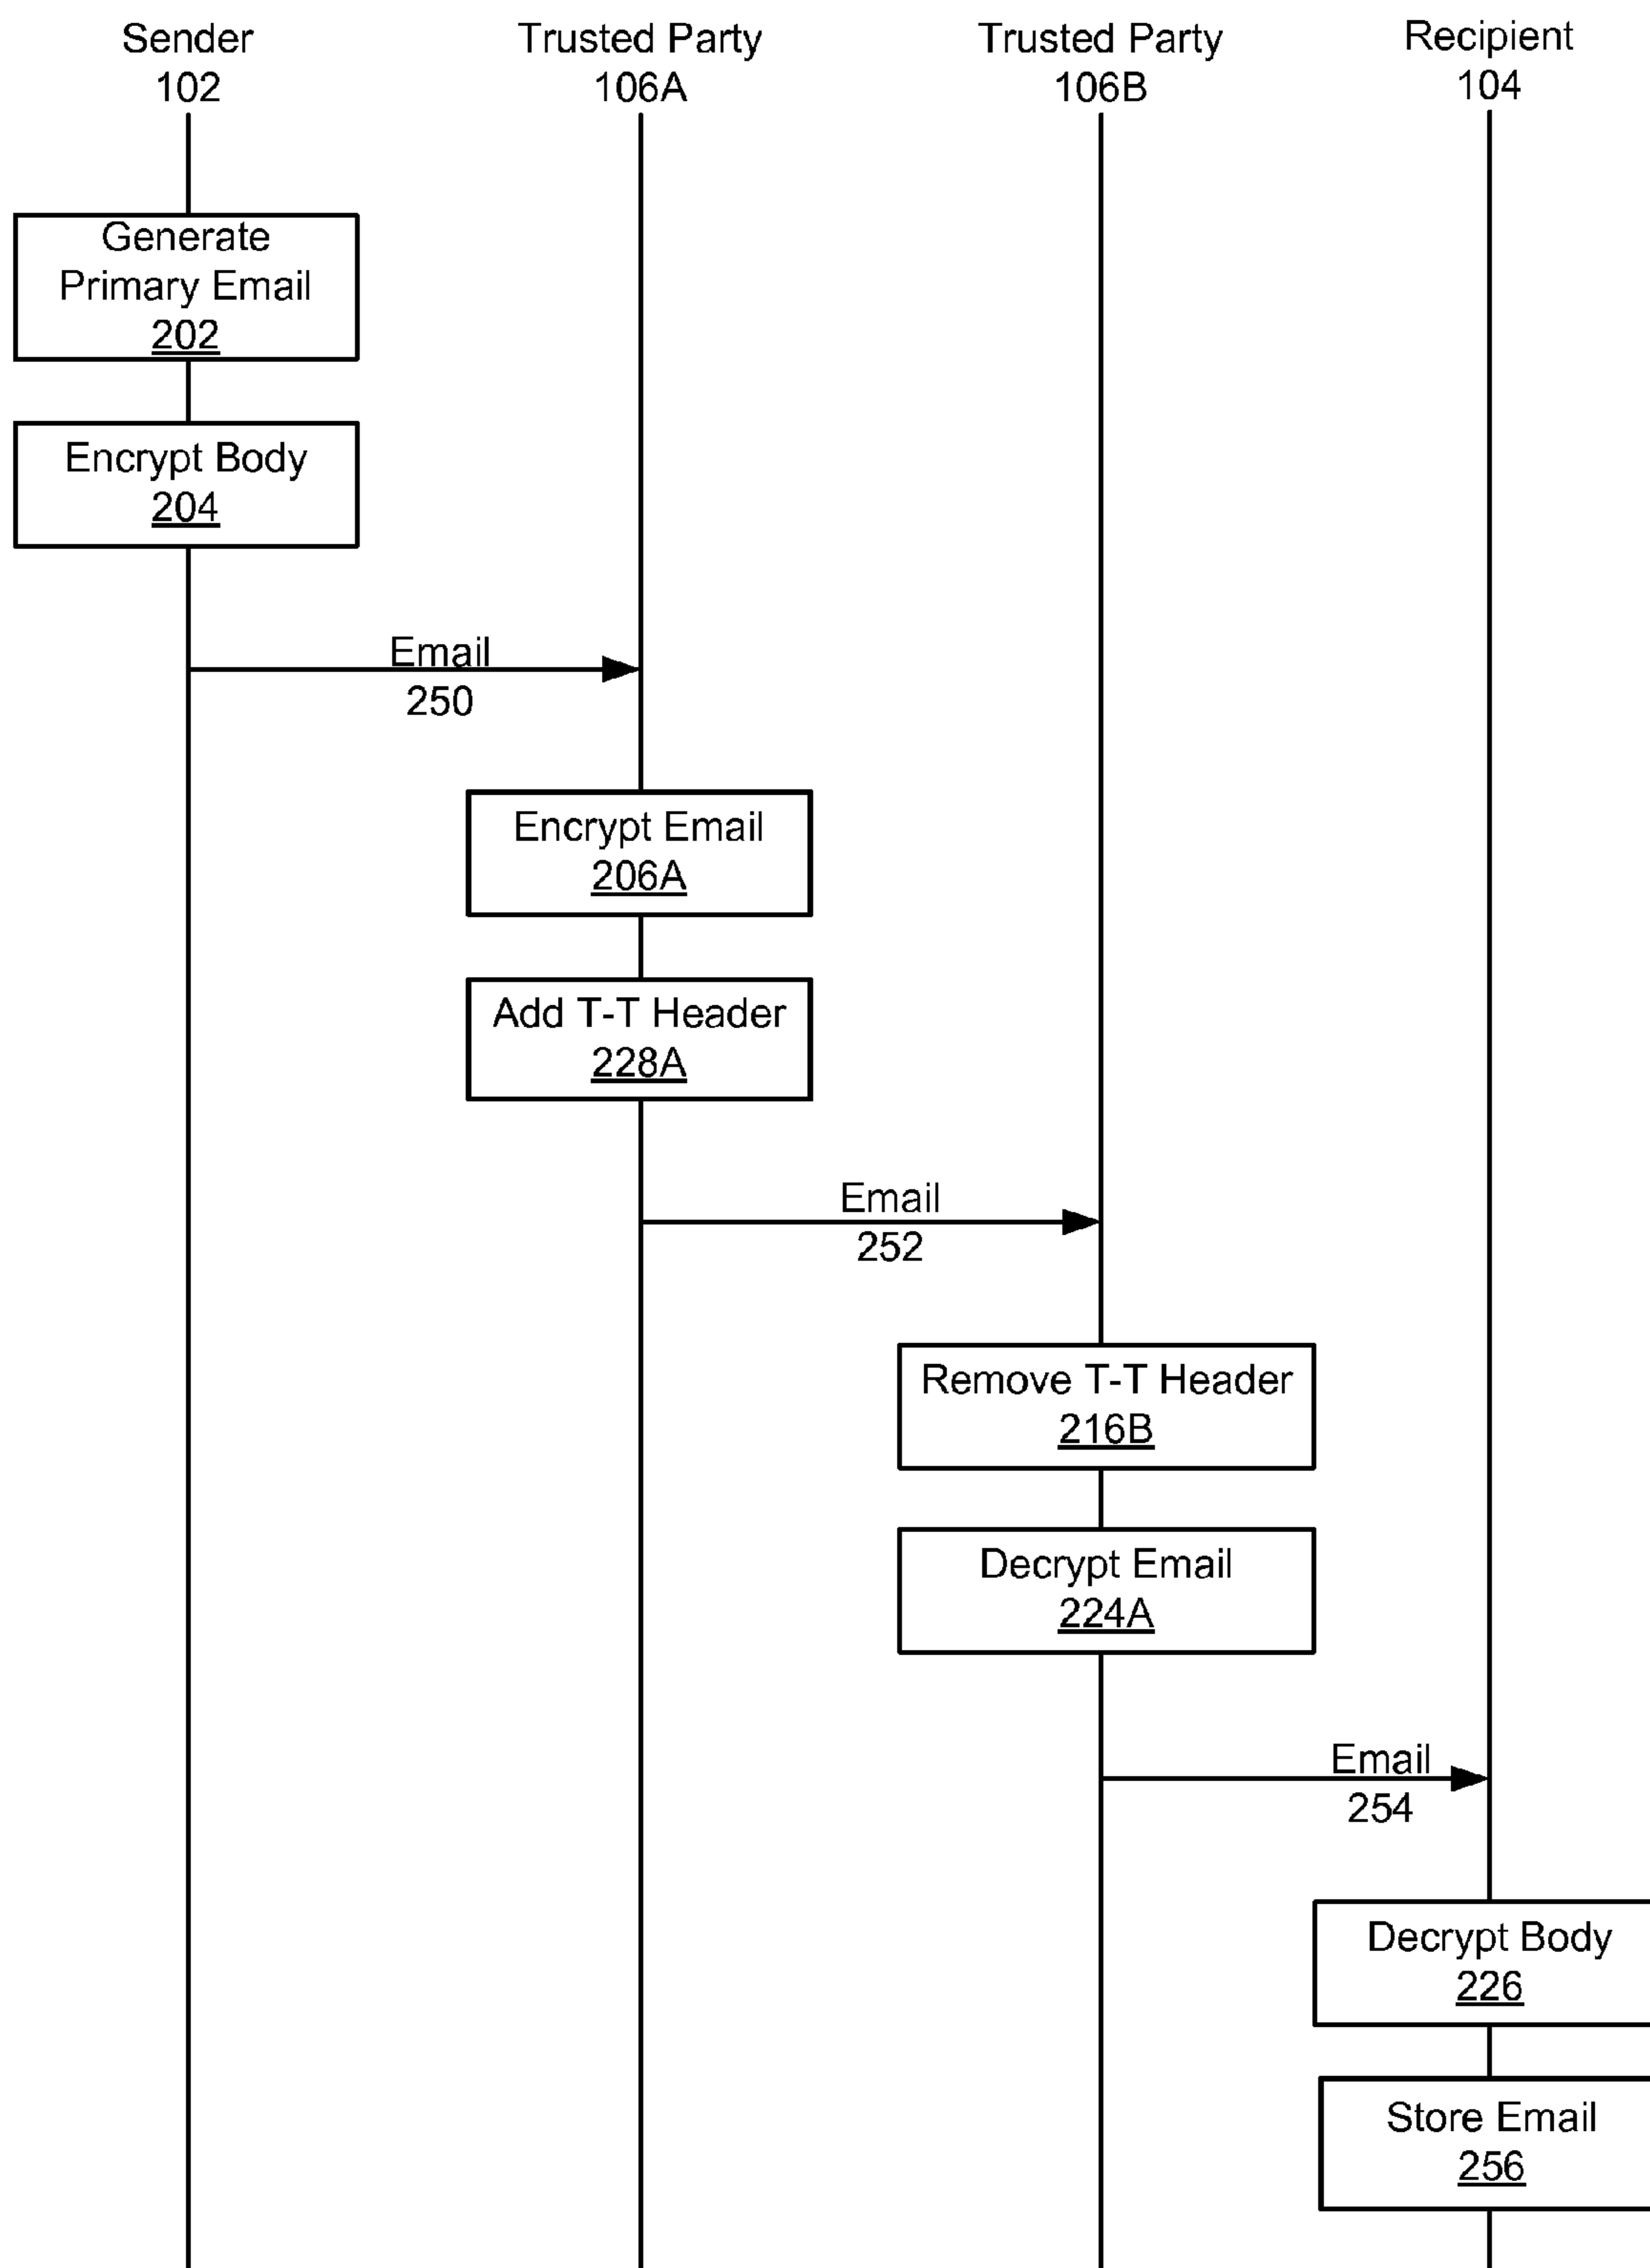 Sender
102
Trusted Party
106A
Trusted Party
106B
Recipient
104
Generate
Primary Email
202
Encrypt Body
204
Email
250
Encrypt Email
206A
Add T-T Header
228A
Email
252
Remove T-T Header
216B
Decrypt Email
224A
Email
254
Decrypt Body
226
Store Email
256